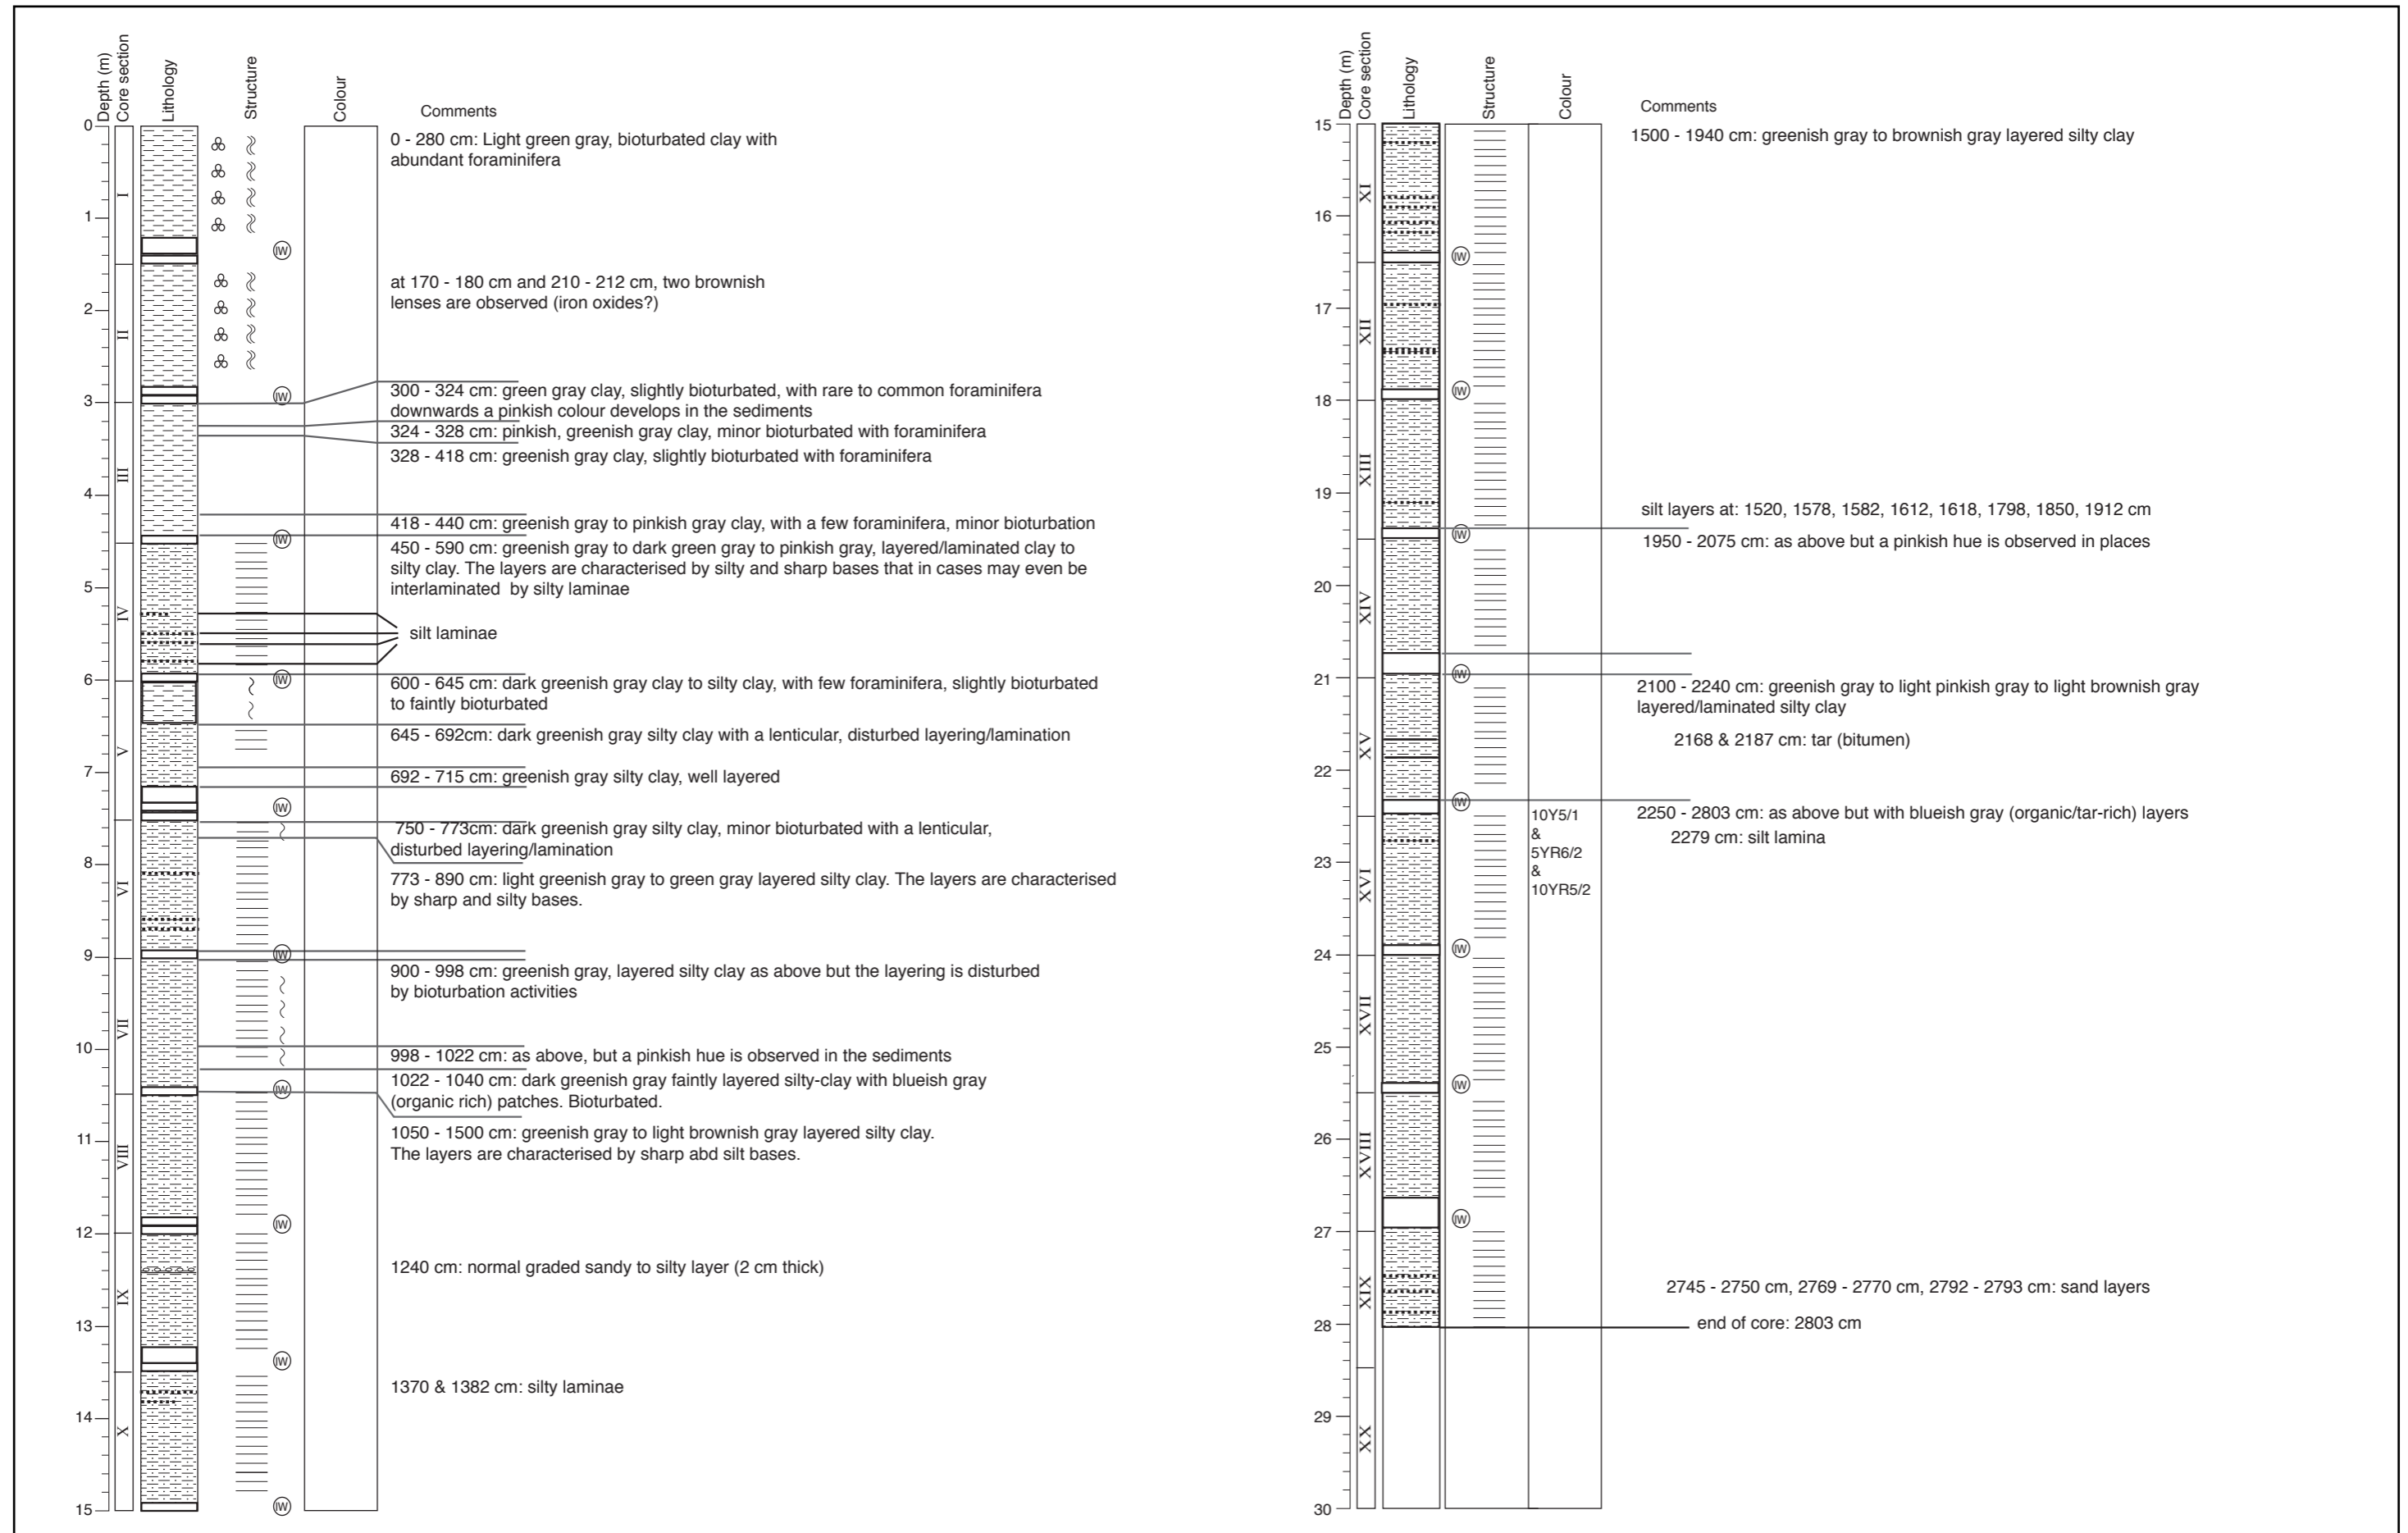 Depth (m)
Core section
Lithology
Structure
Colour
Comments
0
1
2
3
4
5
6
7
8
9
10
11
12
13
14
15
I
II
III
IV
V
VI
VII
VIII
IX
X
IW
IW
IW
IW
IW
IW
IW
IW
IW
IW
0 - 280 cm: Light green gray, bioturbated clay with
abundant foraminifera
at 170 - 180 cm and 210 - 212 cm, two brownish
lenses are observed (iron oxides?)
300 - 324 cm: green gray clay, slightly bioturbated, with rare to common foraminifera
downwards a pinkish colour develops in the sediments
324 - 328 cm: pinkish, greenish gray clay, minor bioturbated with foraminifera
328 - 418 cm: greenish gray clay, slightly bioturbated with foraminifera
418 - 440 cm: greenish gray to pinkish gray clay, with a few foraminifera, minor bioturbation
450 - 590 cm: greenish gray to dark green gray to pinkish gray, layered/laminated clay to
silty clay. The layers are characterised by silty and sharp bases that in cases may even be
interlaminated by silty laminae
silt laminae
600 - 645 cm: dark greenish gray clay to silty clay, with few foraminifera, slightly bioturbated
to faintly bioturbated
645 - 692cm: dark greenish gray silty clay with a lenticular, disturbed layering/lamination
692 - 715 cm: greenish gray silty clay, well layered
750 - 773cm: dark greenish gray silty clay, minor bioturbated with a lenticular,
disturbed layering/lamination
773 - 890 cm: light greenish gray to green gray layered silty clay. The layers are characterised
by sharp and silty bases.
900 - 998 cm: greenish gray, layered silty clay as above but the layering is disturbed
by bioturbation activities
998 - 1022 cm: as above, but a pinkish hue is observed in the sediments
1022 - 1040 cm: dark greenish gray faintly layered silty-clay with blueish gray
(organic rich) patches. Bioturbated.
1050 - 1500 cm: greenish gray to light brownish gray layered silty clay.
The layers are characterised by sharp abd silt bases.
1240 cm: normal graded sandy to silty layer (2 cm thick)
1370 & 1382 cm: silty laminae
Depth (m)
Core section
Lithology
Structure
Colour
Comments
15
16
17
18
19
20
21
22
23
24
25
26
27
28
29
30
XI
XII
XIII
XIV
XV
XVI
XVII
XVIII
XIX
XX
IW
IW
IW
IW
IW
IW
IW
IW
10Y5/1
&
5YR6/2
&
10YR5/2
1500 - 1940 cm: greenish gray to brownish gray layered silty clay
silt layers at: 1520, 1578, 1582, 1612, 1618, 1798, 1850, 1912 cm
1950 - 2075 cm: as above but a pinkish hue is observed in places
2100 - 2240 cm: greenish gray to light pinkish gray to light brownish gray
layered/laminated silty clay
2168 & 2187 cm: tar (bitumen)
2250 - 2803 cm: as above but with blueish gray (organic/tar-rich) layers
2279 cm: silt lamina
2745 - 2750 cm, 2769 - 2770 cm, 2792 - 2793 cm: sand layers
end of core: 2803 cm